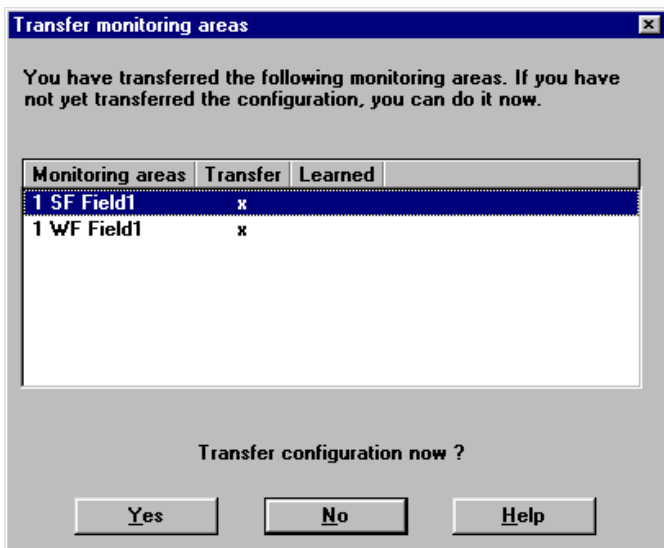 Transfer monitoring areas
You have transferred the following monitoring areas. If you have
not yet transferred the configuration, you can do it now.
Monitoring areas Transfer Learned
1 SF Field1 x
1 WF Field1 x
Transfer configuration now ?
Yes No Help